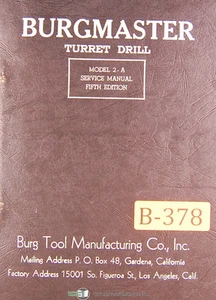 BURGMASTER
TURRET DRILL
MODEL 2-A
SERVICE MANUAL
FIFTH EDITION
B-378
Burg Tool Manufacturing Co., Inc.
Mailing Address P. O. Box 48, Gardena, California
Factory Address 15001 So. Figueroa St., Los Angeles, Calif.